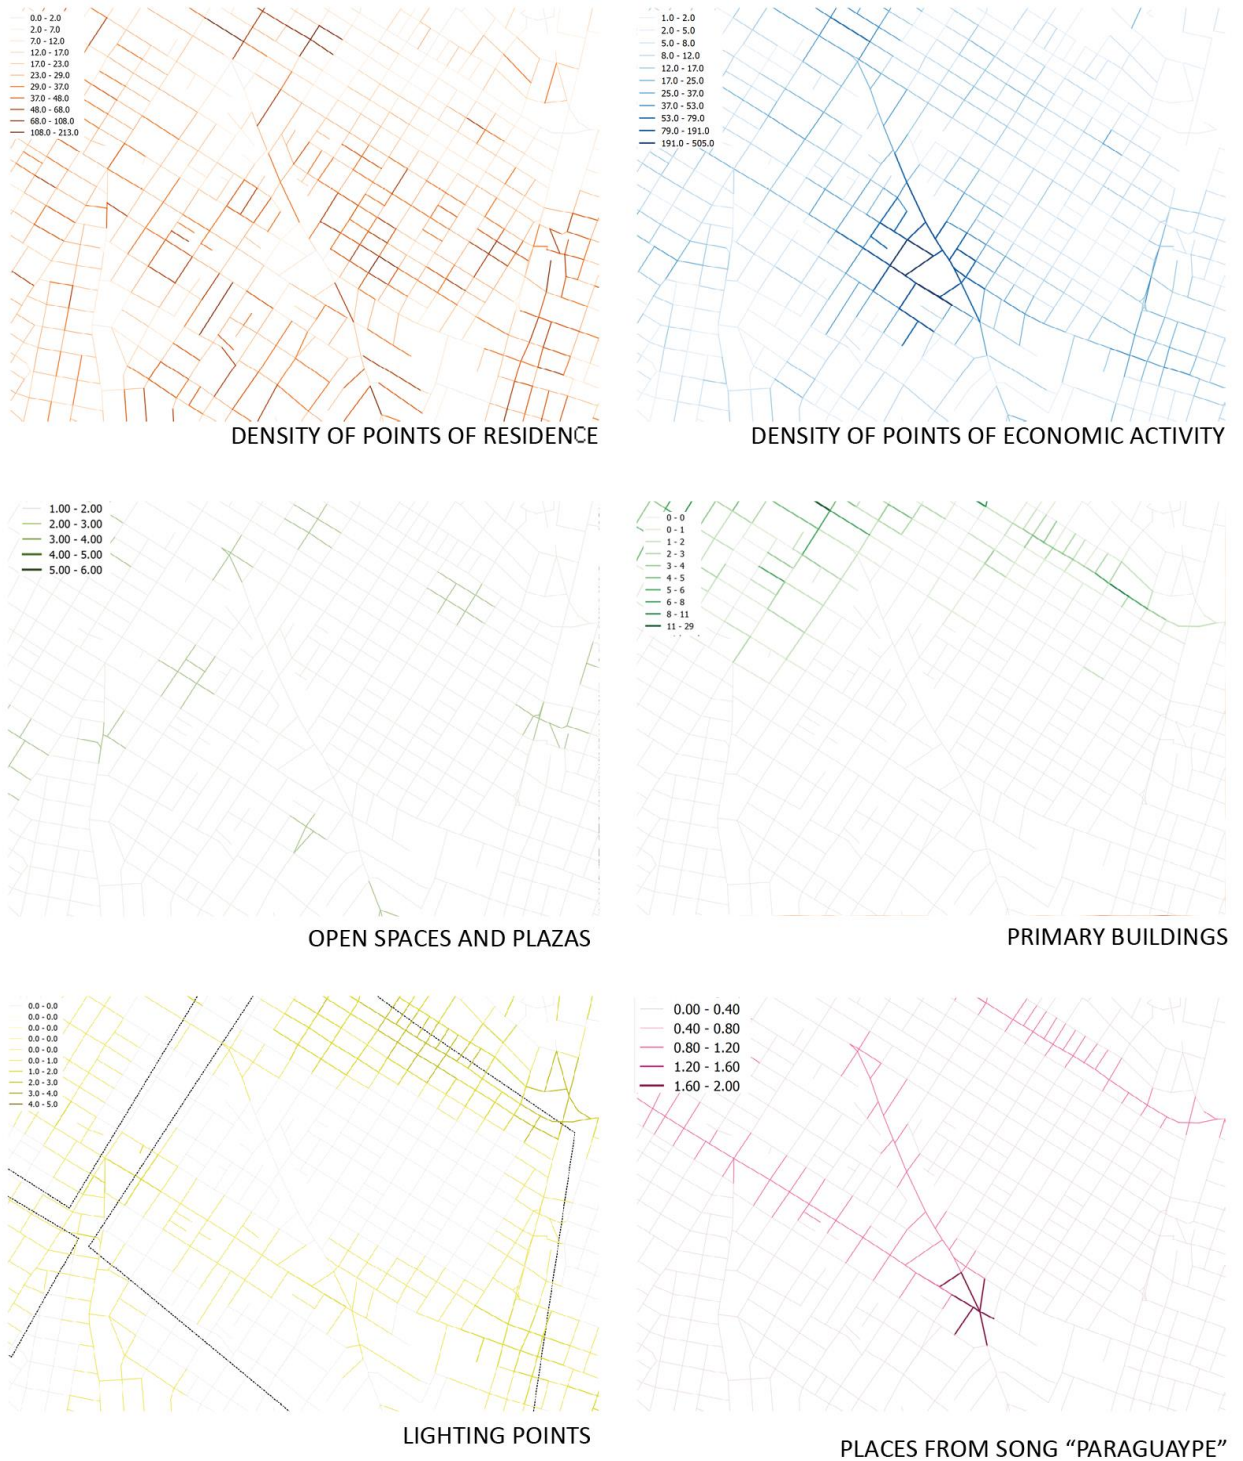 0.0 - 2.0
2.0 - 7.0
7.0 - 12.0
12.0 - 17.0
17.0 - 23.0
23.0 - 29.0
29.0 - 37.0
37.0 - 48.0
48.0 - 68.0
68.0 - 108.0
108.0 - 213.0
DENSITY OF POINTS OF RESIDENCE
1.0 - 2.0
2.0 - 5.0
5.0 - 8.0
8.0 - 12.0
12.0 - 17.0
17.0 - 25.0
25.0 - 37.0
37.0 - 53.0
53.0 - 79.0
79.0 - 191.0
191.0 - 505.0
DENSITY OF POINTS OF ECONOMIC ACTIVITY
1.00 - 2.00
2.00 - 3.00
3.00 - 4.00
4.00 - 5.00
5.00 - 6.00
OPEN SPACES AND PLAZAS
0 - 0
0 - 1
1 - 2
2 - 3
3 - 4
4 - 5
5 - 6
6 - 8
8 - 11
11 - 29
PRIMARY BUILDINGS
0.0 - 0.0
0.0 - 0.0
0.0 - 0.0
0.0 - 0.0
0.0 - 0.0
0.0 - 1.0
1.0 - 2.0
2.0 - 3.0
3.0 - 4.0
4.0 - 5.0
LIGHTING POINTS
0.00 - 0.40
0.40 - 0.80
0.80 - 1.20
1.20 - 1.60
1.60 - 2.00
PLACES FROM SONG “PARAGUAYPE”